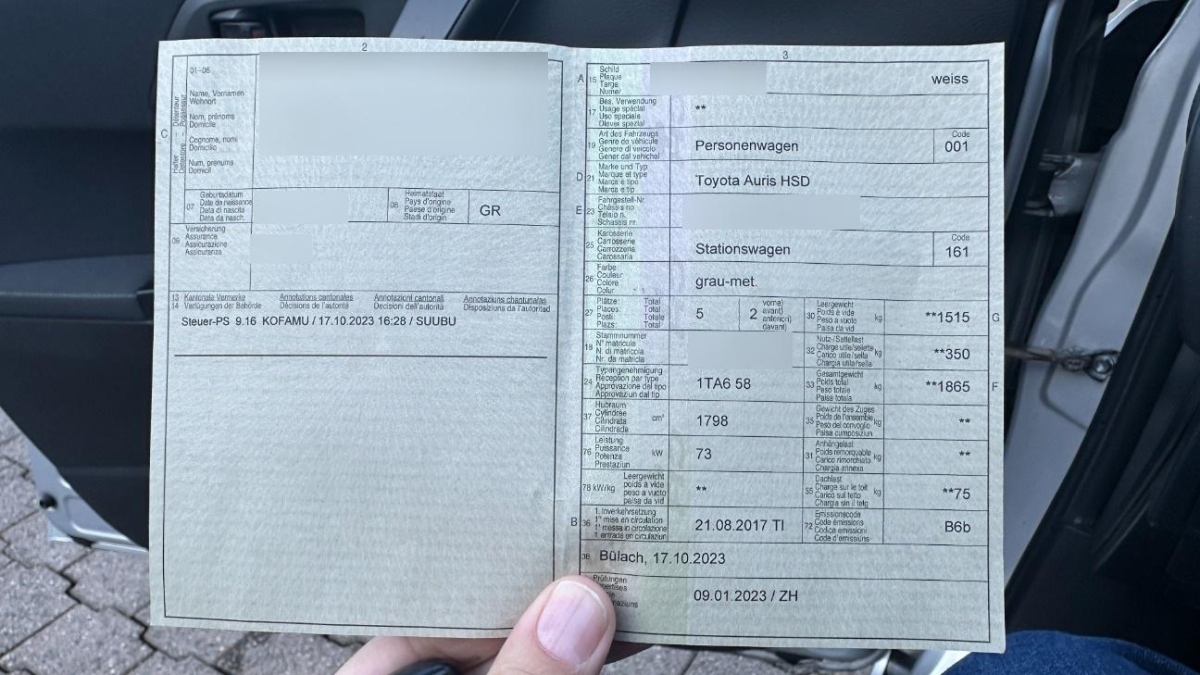 2
01–06
C
Halter — Détenteur
Detentore — Possessur
Name, Vornamen
Wohnort
Nom, prénoms
Domicile
Cognome, nomi
Domicilio
Num, prenums
Domicil
07
Geburtsdatum
Date de naissance
Data di nascita
Data da nasch.
08
Heimatstaat
Pays d'origine
Paese d'origine
Stadi d'origin
GR
09
Versicherung
Assurance
Assicurazione
Assicuranza
13 Kantonale Vermerke
14 Verfügungen der Behörde
Annotations cantonales
Décisions de l'autorité
Annotazioni cantonali
Decisioni dell'autorità
Annotaziuns chantunalas
Disposiziuns da l'autoritad
Steuer-PS 9.16 KOFAMU / 17.10.2023 16:28 / SUUBU
3
A 15
Schild
Plaque
Targa
Numer
weiss
17
Bes. Verwendung
Usage spécial
Uso speciale
Diever spezial
**
19
Art des Fahrzeugs
Genre de véhicule
Genere di veicolo
Gener dal vehichel
Personenwagen
Code
001
D 21
Marke und Typ
Marque et type
Marca e tipo
Marca e tip
Toyota Auris HSD
E 23
Fahrgestell-Nr.
Châssis no
Telaio n.
Schassis nr.
25
Karosserie
Carrosserie
Carrozzeria
Carossaria
Stationswagen
Code
161
26
Farbe
Couleur
Colore
Colur
grau-met.
27
Plätze: Total
Places: Total
Posti: Totale
Plazs: Total
5
2
vorne)
avant)
anteriori)
davant)
30
Leergewicht
Poids à vide
Peso a vuoto
Paisa da vid
kg
**1515
G
18
Stammnummer
N° matricule
N. di matricola
Nr. da matricla
32
Nutz-/Sattellast
Charge utile/sellette
Carico utile/sella
Chargia utila/sella
kg
**350
24
Typengenehmigung
Réception par type
Approvazione del tipo
Approvaziun dal tip
1TA6 58
33
Gesamtgewicht
Poids total
Peso totale
Paisa totala
kg
**1865
F
37
Hubraum
Cylindrée
Cilindrata
Cilindrada
cm³
1798
35
Gewicht des Zuges
Poids de l'ensemble
Peso del convoglio
Paisa cumposiziun
kg
**
76
Leistung
Puissance
Potenza
Prestaziun
kW
73
31
Anhängelast
Poids remorquable
Carico rimorchiato
Chargia annexa
kg
**
78 kW/kg
Leergewicht
poids à vide
peso a vuoto
paisa da vid
**
55
Dachlast
Charge sur le toit
Carico sul tetto
Chargia sin il tetg
kg
**75
B 36
1. Inverkehrsetzung
1re mise en circulation
1a messa in circolazione
1. entrada en circulaziun
21.08.2017 TI
72
Emissionscode
Code émissions
Codice emissioni
Code d'emissiuns
B6b
38
Bülach, 17.10.2023
Prüfungen
09.01.2023 / ZH